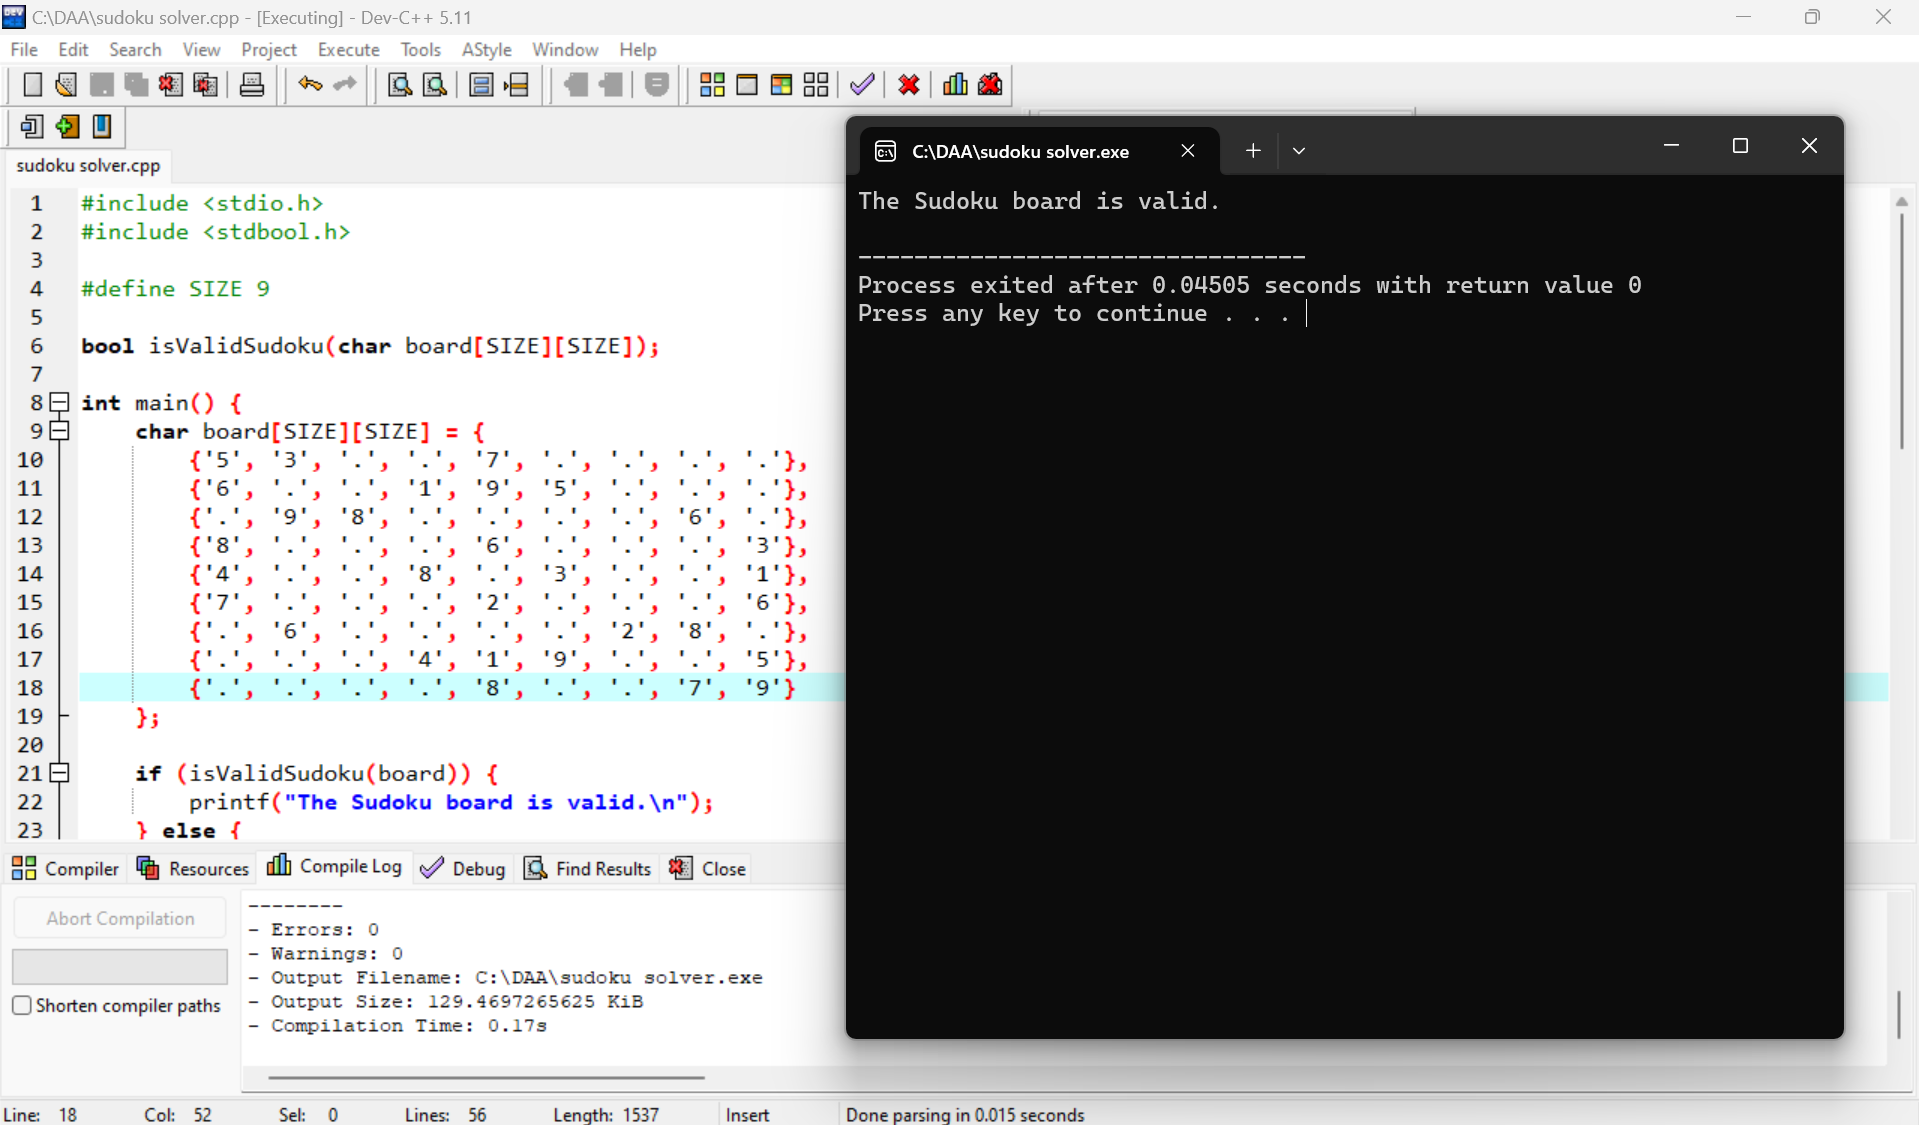 C:\DAA\sudoku solver.cpp - [Executing] - Dev-C++ 5.11
File Edit Search View Project Execute Tools AStyle Window Help
sudoku solver.cpp
1 #include <stdio.h>
2 #include <stdbool.h>
3
4 #define SIZE 9
5
6 bool isValidSudoku(char board[SIZE][SIZE]);
7
8 int main() {
9 char board[SIZE][SIZE] = {
10 {'5', '3', '.', '.', '7', '.', '.', '.', '.'},
11 {'6', '.', '.', '1', '9', '5', '.', '.', '.'},
12 {'.', '9', '8', '.', '.', '.', '.', '6', '.'},
13 {'8', '.', '.', '.', '6', '.', '.', '.', '3'},
14 {'4', '.', '.', '8', '.', '3', '.', '.', '1'},
15 {'7', '.', '.', '.', '2', '.', '.', '.', '6'},
16 {'.', '6', '.', '.', '.', '.', '2', '8', '.'},
17 {'.', '.', '.', '4', '1', '9', '.', '.', '5'},
18 {'.', '.', '.', '.', '8', '.', '.', '7', '9'}
19 };
20
21 if (isValidSudoku(board)) {
22 printf("The Sudoku board is valid.\n");
23 } else {
C:\DAA\sudoku solver.exe
The Sudoku board is valid.
--------------------------------
Process exited after 0.04505 seconds with return value 0
Press any key to continue . . .
Compiler Resources Compile Log Debug Find Results Close
Abort Compilation
Shorten compiler paths
--------
- Errors: 0
- Warnings: 0
- Output Filename: C:\DAA\sudoku solver.exe
- Output Size: 129.4697265625 KiB
- Compilation Time: 0.17s
Line: 18 Col: 52 Sel: 0 Lines: 56 Length: 1537 Insert Done parsing in 0.015 seconds